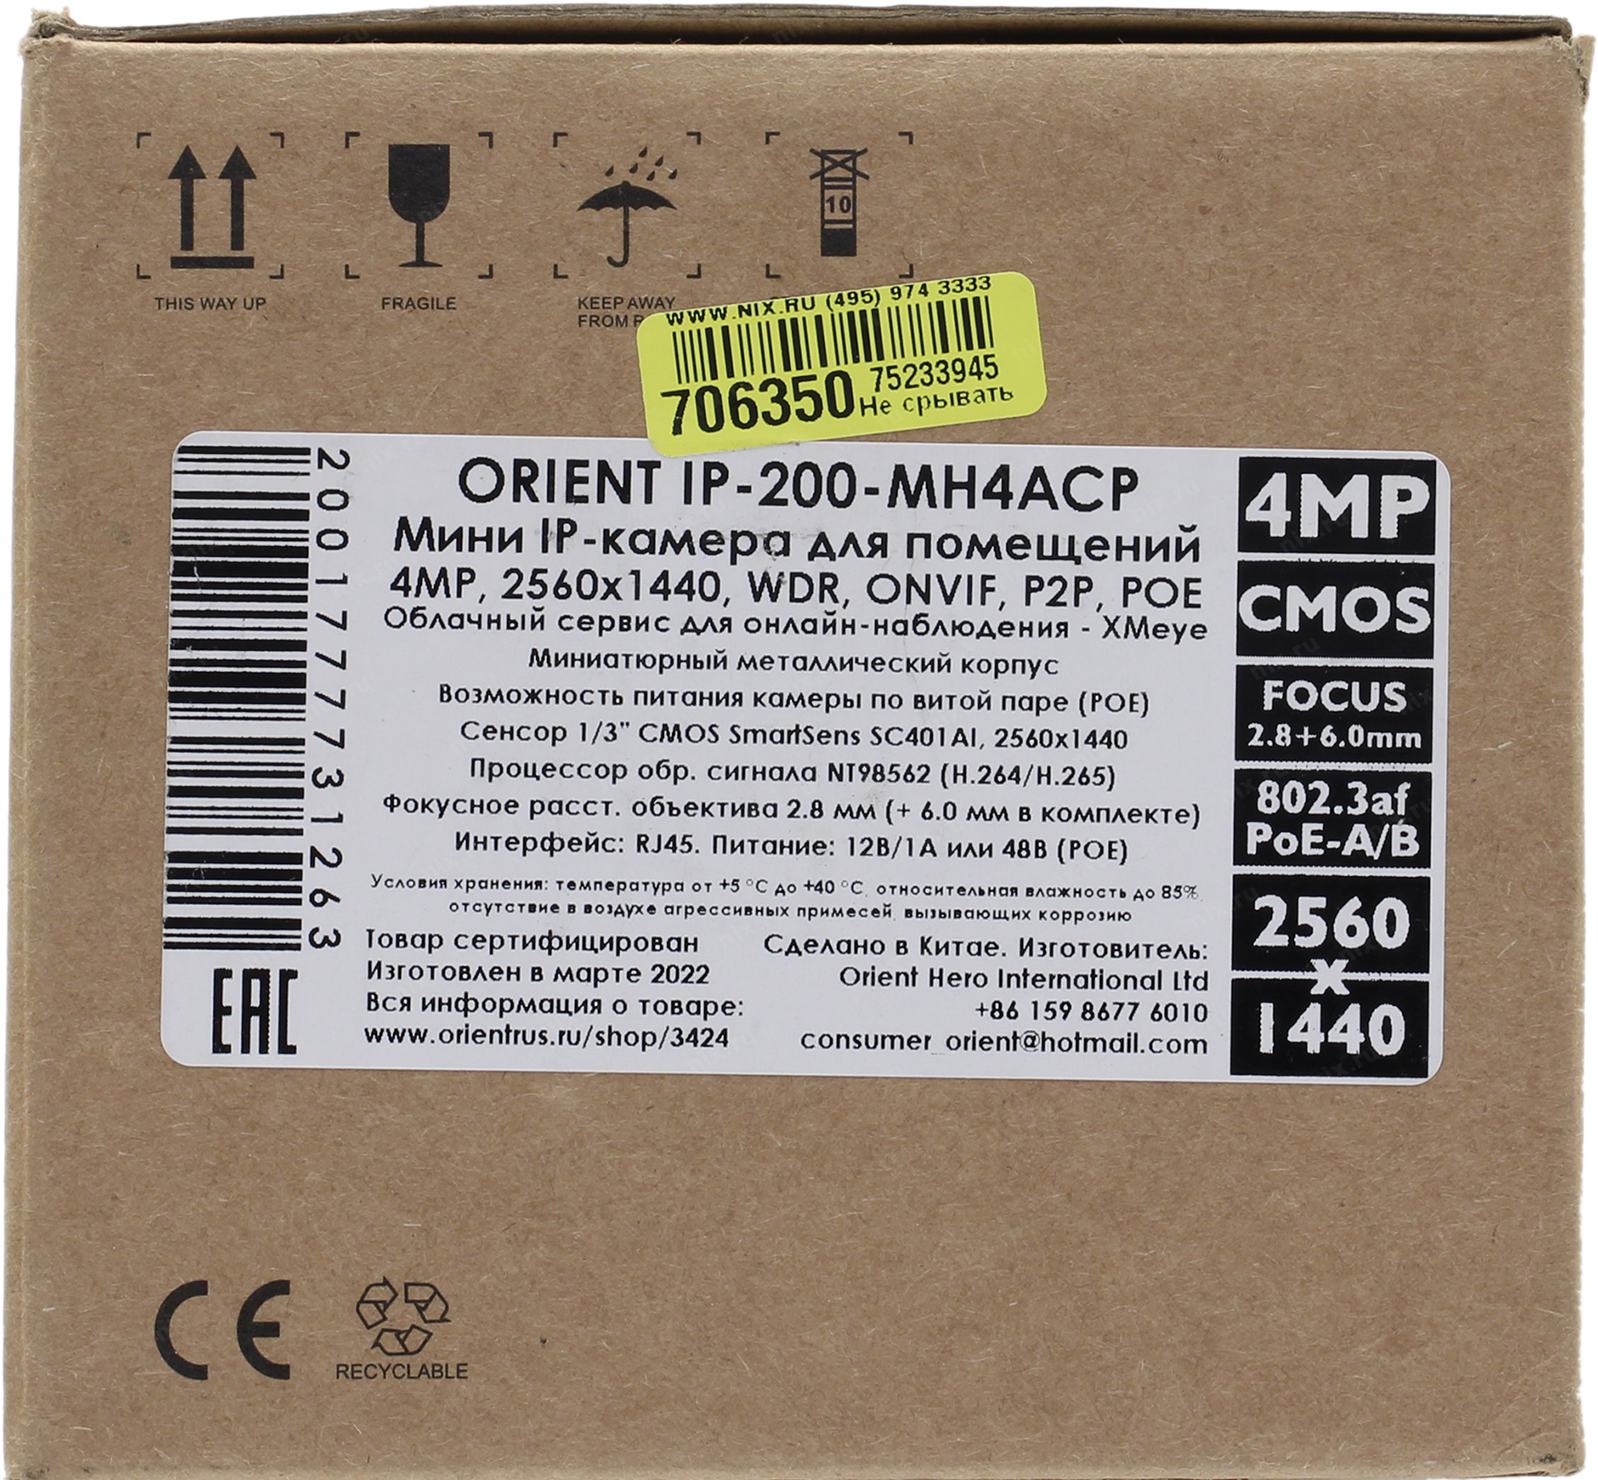 THIS WAY UP
FRAGILE
KEEP AWAY
FROM
10
WWW.NIX.RU (495) 974 3333
706350
75233945
Не срывать
2001777731263
ORIENT IP-200-MH4ACP
Мини IP-камера для помещений
4MP, 2560x1440, WDR, ONVIF, P2P, POE
Облачный сервис для онлайн-наблюдения - XMeye
Миниатюрный металлический корпус
Возможность питания камеры по витой паре (POE)
Сенсор 1/3" CMOS SmartSens SC401AI, 2560x1440
Процессор обр. сигнала NT98562 (H.264/H.265)
Фокусное расст. объектива 2.8 мм (+ 6.0 мм в комплекте)
Интерфейс: RJ45. Питание: 12В/1А или 48В (POE)
Условия хранения: температура от +5 °C до +40 °C, относительная влажность до 85%,
отсутствие в воздухе агрессивных примесей, вызывающих коррозию
Товар сертифицирован
Изготовлен в марте 2022
Вся информация о товаре:
www.orientrus.ru/shop/3424
Сделано в Китае. Изготовитель:
Orient Hero International Ltd
+86 159 8677 6010
consumer orient@hotmail.com
4MP
CMOS
FOCUS
2.8+6.0mm
802.3af
PoE-A/B
2560
x
1440
EAC
CE
RECYCLABLE